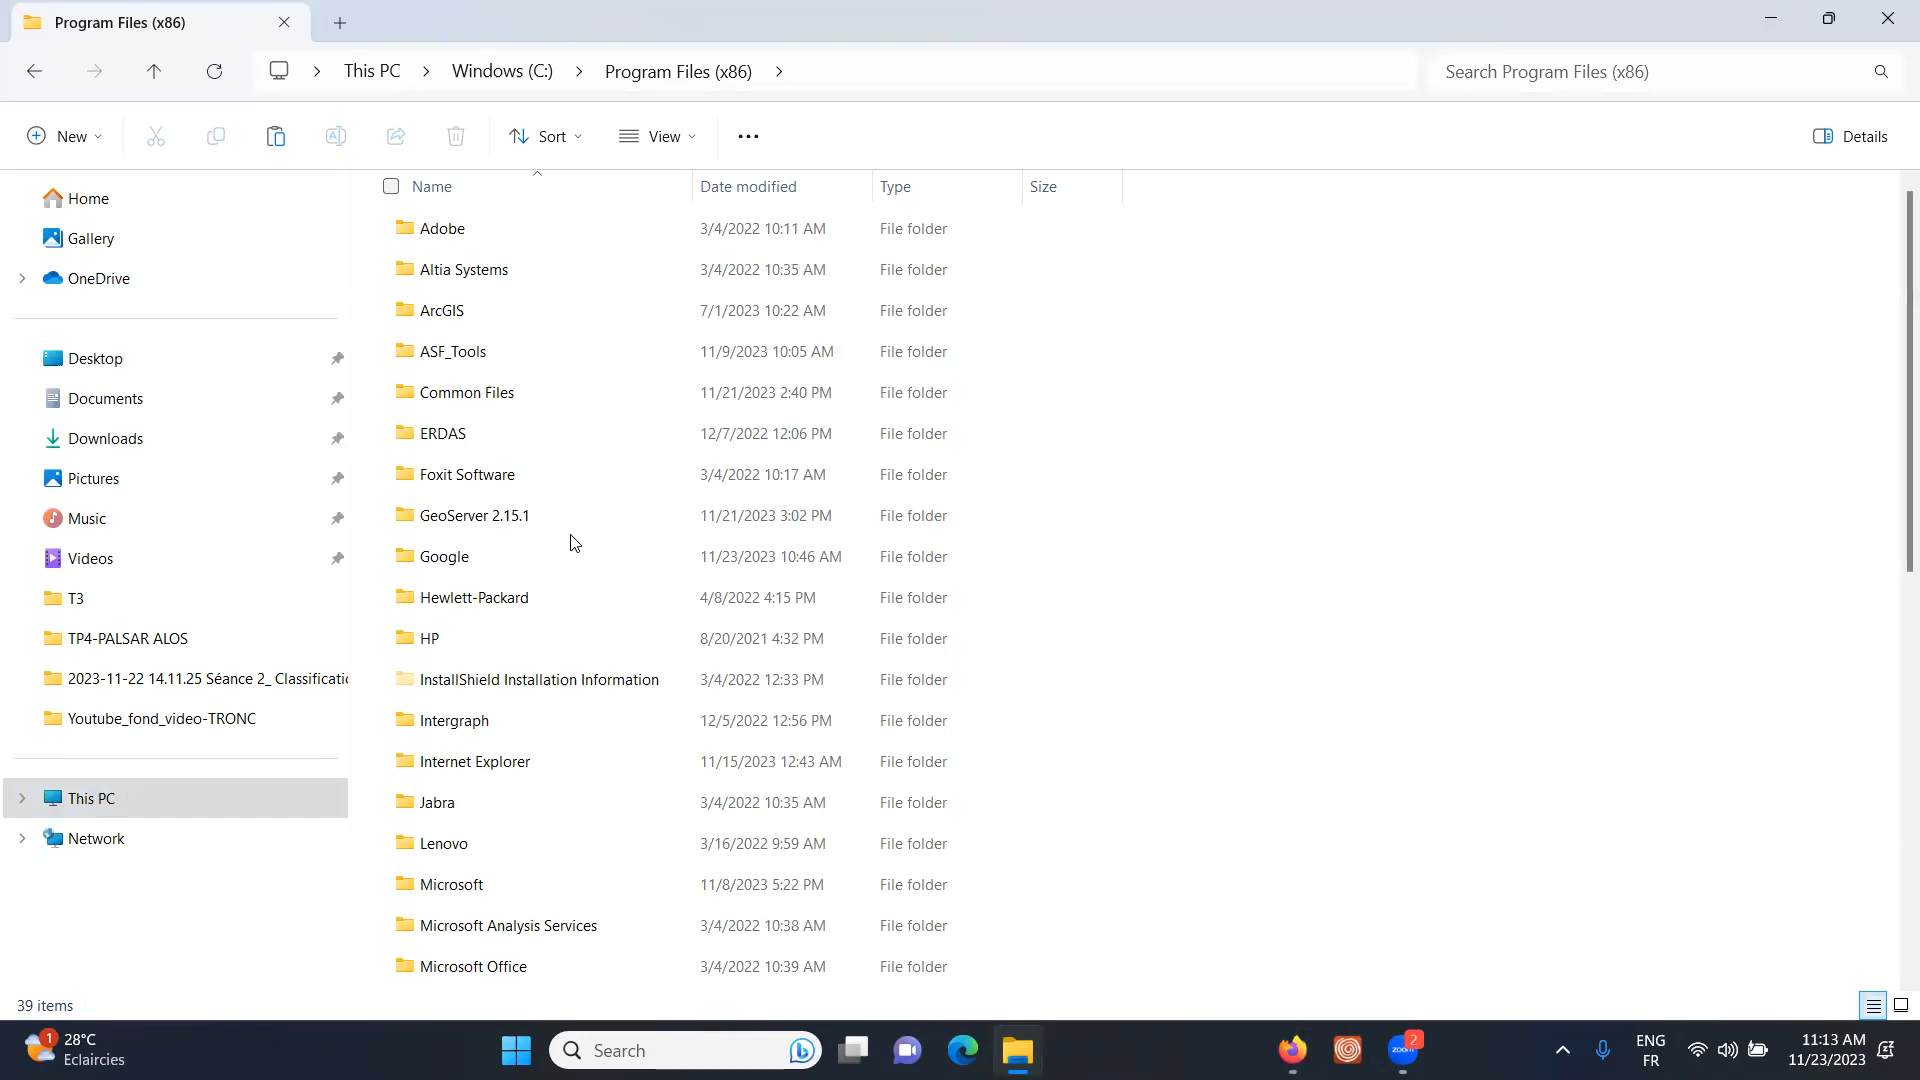 Program Files (x86)
This PC > Windows (C:) > Program Files (x86) >
Search Program Files (x86)
New
Sort
View
Details
Home
Gallery
OneDrive
Desktop
Documents
Downloads
Pictures
Music
Videos
T3
TP4-PALSAR ALOS
2023-11-22 14.11.25 Séance 2_ Classificatic
Youtube_fond_video-TRONC
This PC
Network
Name Date modified Type Size
Adobe 3/4/2022 10:11 AM File folder
Altia Systems 3/4/2022 10:35 AM File folder
ArcGIS 7/1/2023 10:22 AM File folder
ASF_Tools 11/9/2023 10:05 AM File folder
Common Files 11/21/2023 2:40 PM File folder
ERDAS 12/7/2022 12:06 PM File folder
Foxit Software 3/4/2022 10:17 AM File folder
GeoServer 2.15.1 11/21/2023 3:02 PM File folder
Google 11/23/2023 10:46 AM File folder
Hewlett-Packard 4/8/2022 4:15 PM File folder
HP 8/20/2021 4:32 PM File folder
InstallShield Installation Information 3/4/2022 12:33 PM File folder
Intergraph 12/5/2022 12:56 PM File folder
Internet Explorer 11/15/2023 12:43 AM File folder
Jabra 3/4/2022 10:35 AM File folder
Lenovo 3/16/2022 9:59 AM File folder
Microsoft 11/8/2023 5:22 PM File folder
Microsoft Analysis Services 3/4/2022 10:38 AM File folder
Microsoft Office 3/4/2022 10:39 AM File folder
39 items
1
28°C
Eclaircies
Search
zoom
2
ENG
FR
11:13 AM
11/23/2023